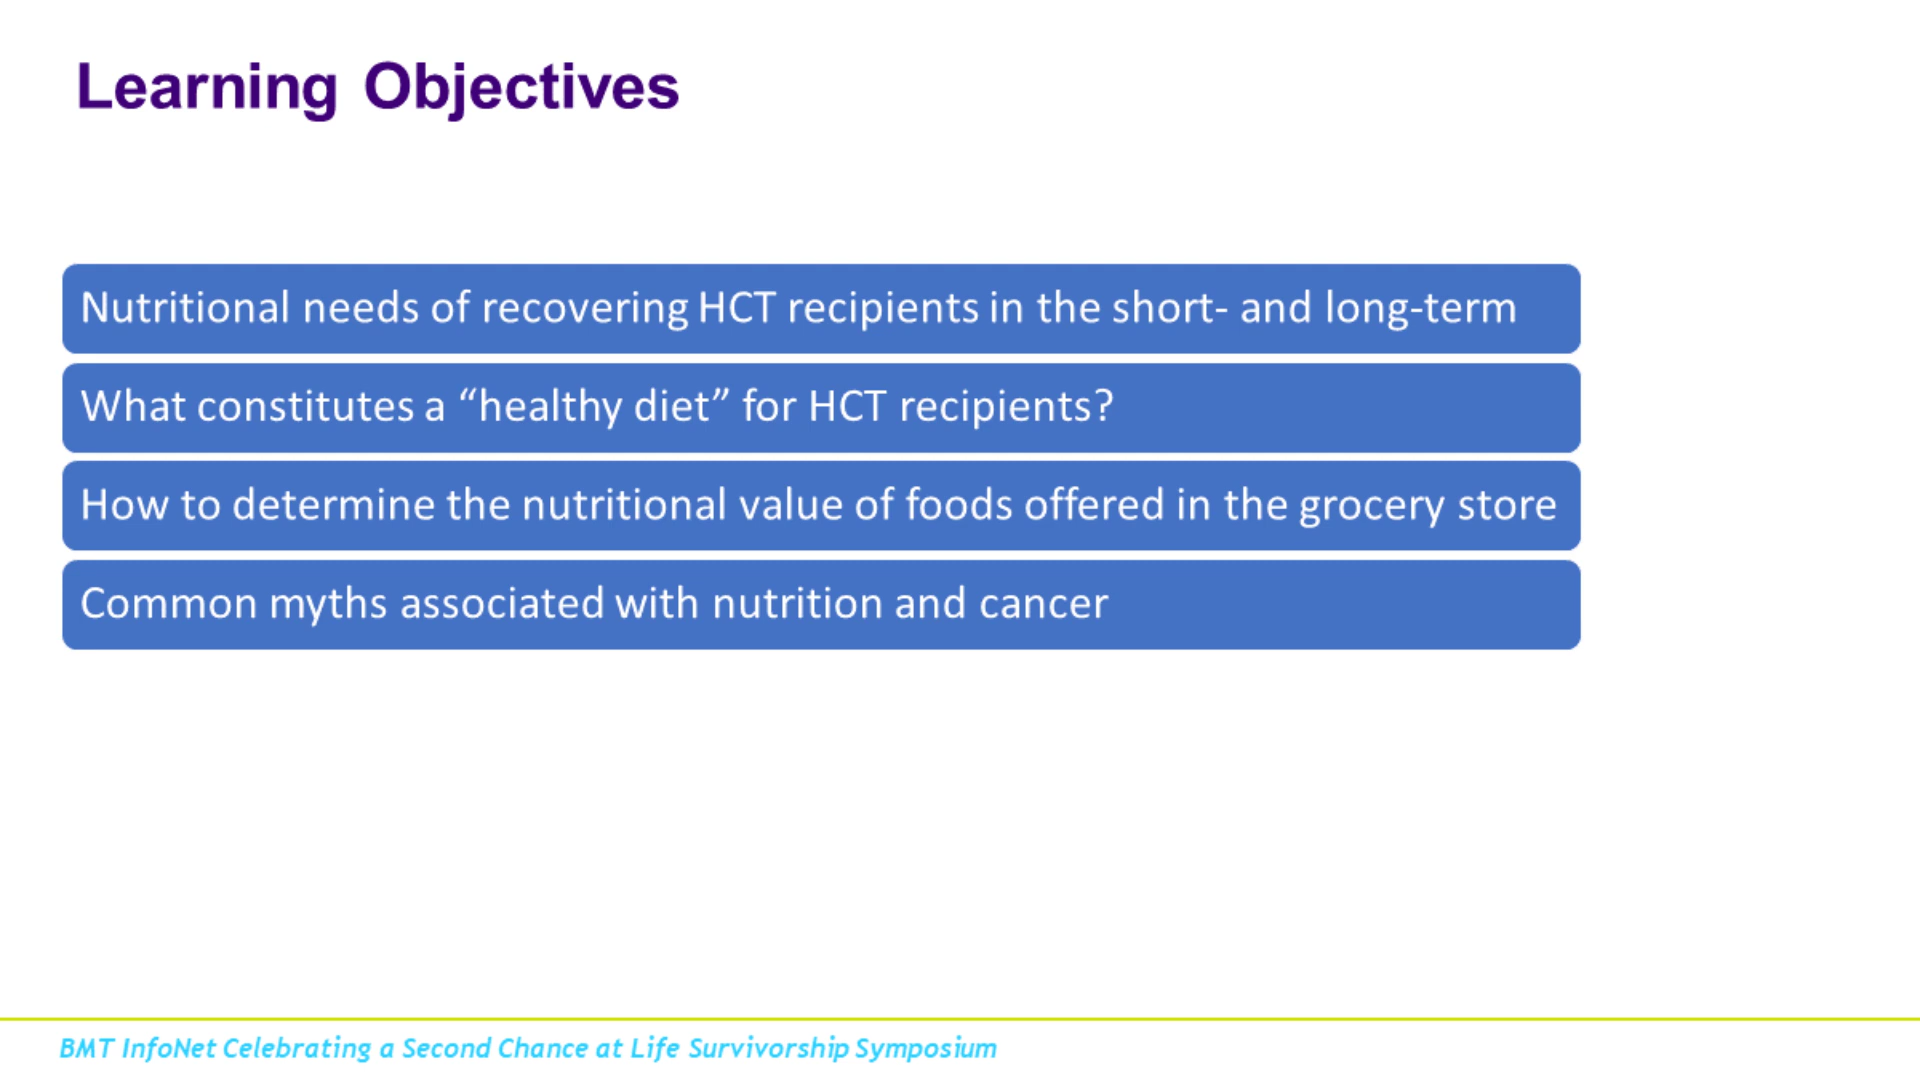 Learning Objectives
Nutritional needs of recovering HCT recipients in the short- and long-term
What constitutes a “healthy diet” for HCT recipients?
How to determine the nutritional value of foods offered in the grocery store
Common myths associated with nutrition and cancer
BMT InfoNet Celebrating a Second Chance at Life Survivorship Symposium